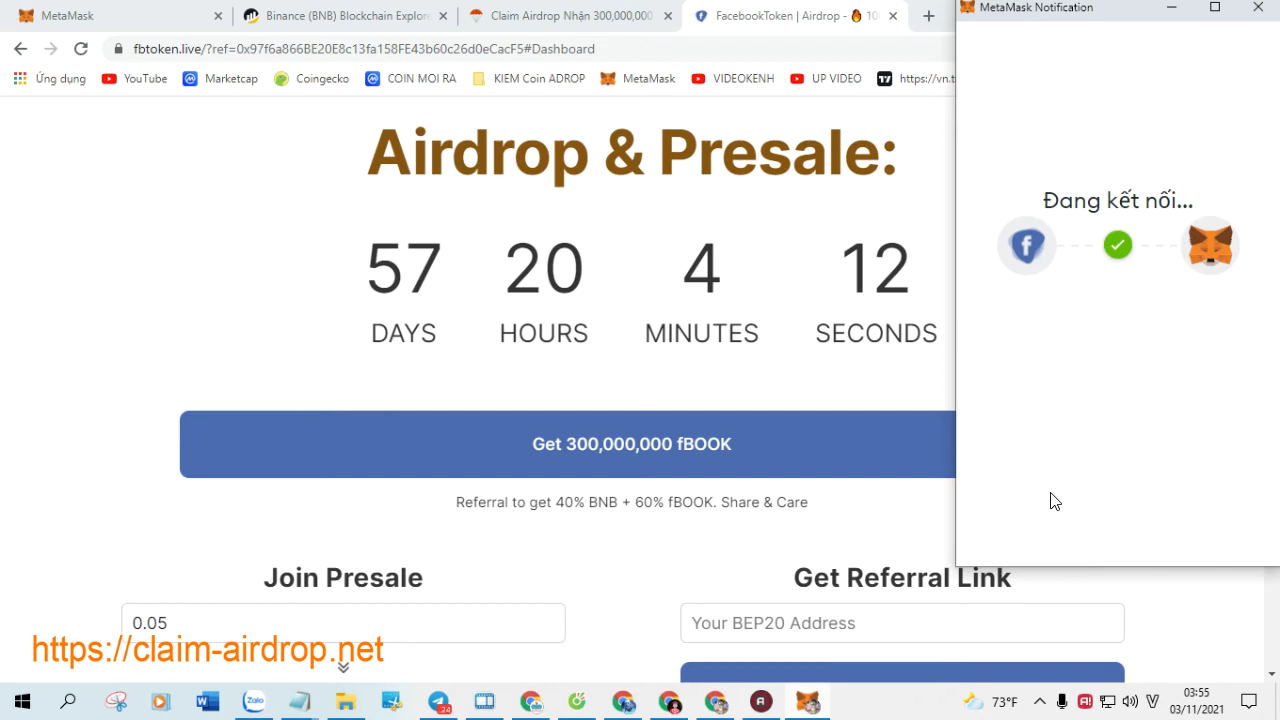 MetaMask
Binance (BNB) Blockchain Explore
Claim Airdrop Nhận 300,000,000
FacebookToken | Airdrop - 🔥 10
MetaMask Notification
fbtoken.live/?ref=0x97f6a866BE20E8c13fa158FE43b60c26d0eCacF5#Dashboard
Ứng dụng
YouTube
Marketcap
Coingecko
COIN MOI RA
KIEM Coin ADROP
MetaMask
VIDEOKENH
UP VIDEO
https://vn.t
Airdrop & Presale:
57 20 4 12
DAYS HOURS MINUTES SECONDS
Đang kết nối...
Get 300,000,000 fBOOK
Referral to get 40% BNB + 60% fBOOK. Share & Care
Join Presale
0.05
Get Referral Link
Your BEP20 Address
https://claim-airdrop.net
Zalo
24
73°F
03:55
03/11/2021